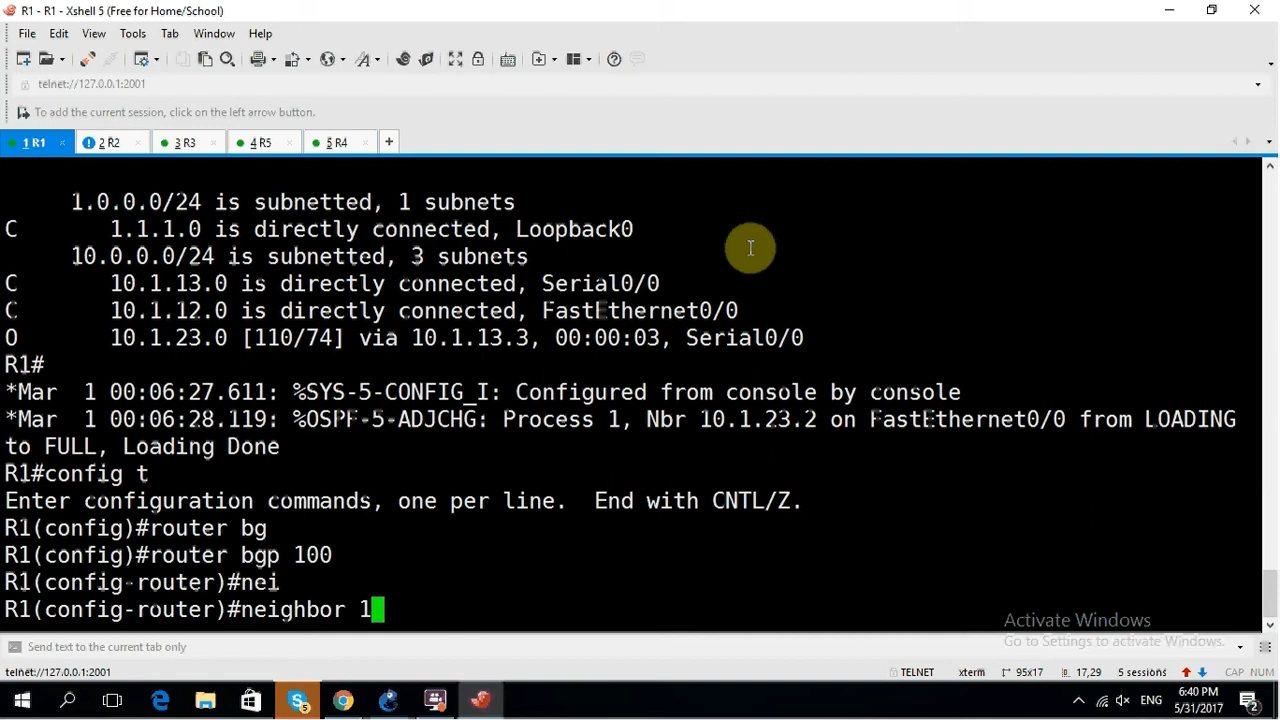 R1 - R1 - Xshell 5 (Free for Home/School)
File Edit View Tools Tab Window Help
telnet://127.0.0.1:2001
To add the current session, click on the left arrow button.
1 R1 × 2 R2 × 3 R3 × 4 R5 × 5 R4 × +
1.0.0.0/24 is subnetted, 1 subnets
C 1.1.1.0 is directly connected, Loopback0
10.0.0.0/24 is subnetted, 3 subnets
C 10.1.13.0 is directly connected, Serial0/0
C 10.1.12.0 is directly connected, FastEthernet0/0
O 10.1.23.0 [110/74] via 10.1.13.3, 00:00:03, Serial0/0
R1#
*Mar 1 00:06:27.611: %SYS-5-CONFIG_I: Configured from console by console
*Mar 1 00:06:28.119: %OSPF-5-ADJCHG: Process 1, Nbr 10.1.23.2 on FastEthernet0/0 from LOADING
to FULL, Loading Done
R1#config t
Enter configuration commands, one per line. End with CNTL/Z.
R1(config)#router bg
R1(config)#router bgp 100
R1(config-router)#nei
R1(config-router)#neighbor 1
Activate Windows
Go to Settings to activate Windows.
Send text to the current tab only
telnet://127.0.0.1:2001 TELNET xterm 95x17 17,29 5 sessions CAP NUM
ENG 6:40 PM
5/31/2017